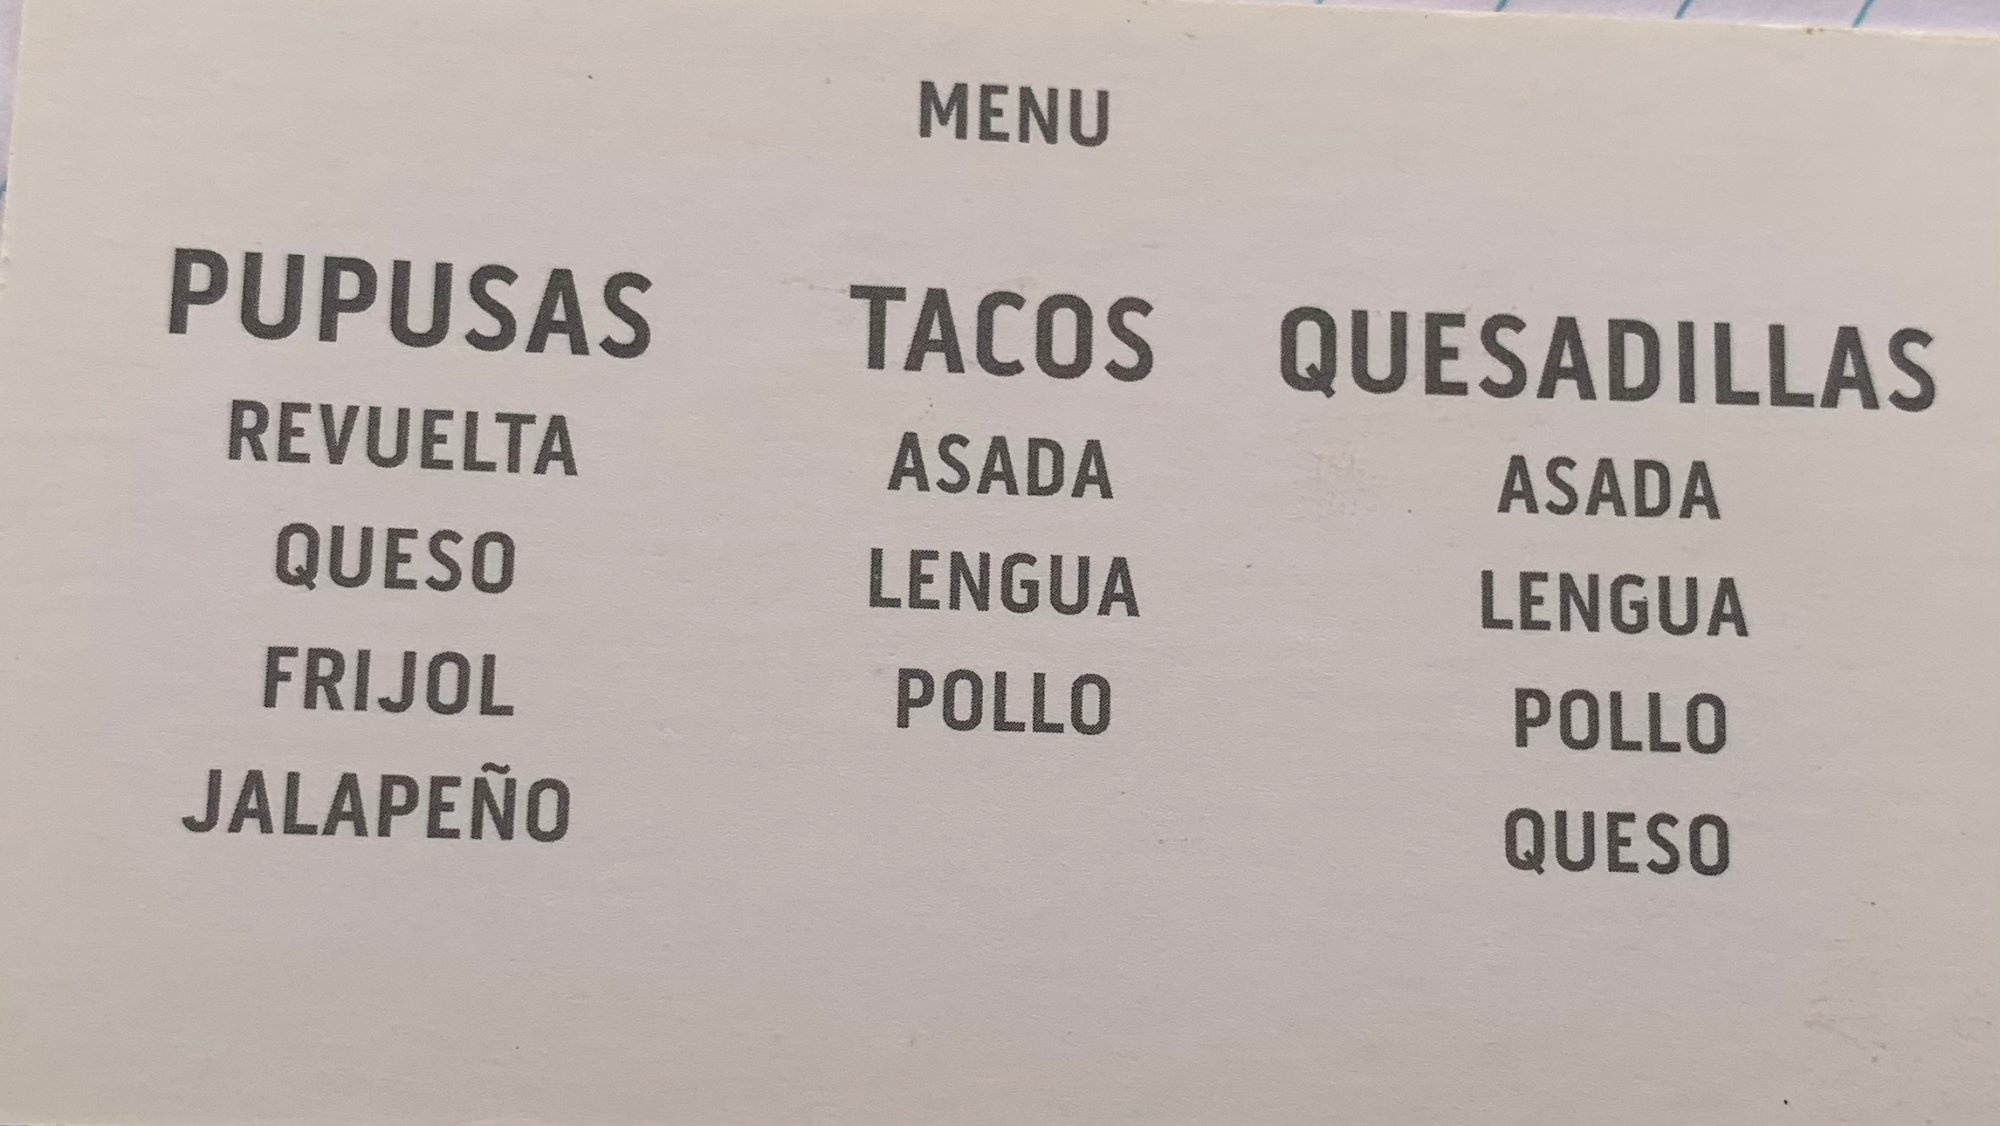 MENU
PUPUSAS
REVUELTA
QUESO
FRIJOL
JALAPEÑO
TACOS
ASADA
LENGUA
POLLO
QUESADILLAS
ASADA
LENGUA
POLLO
QUESO